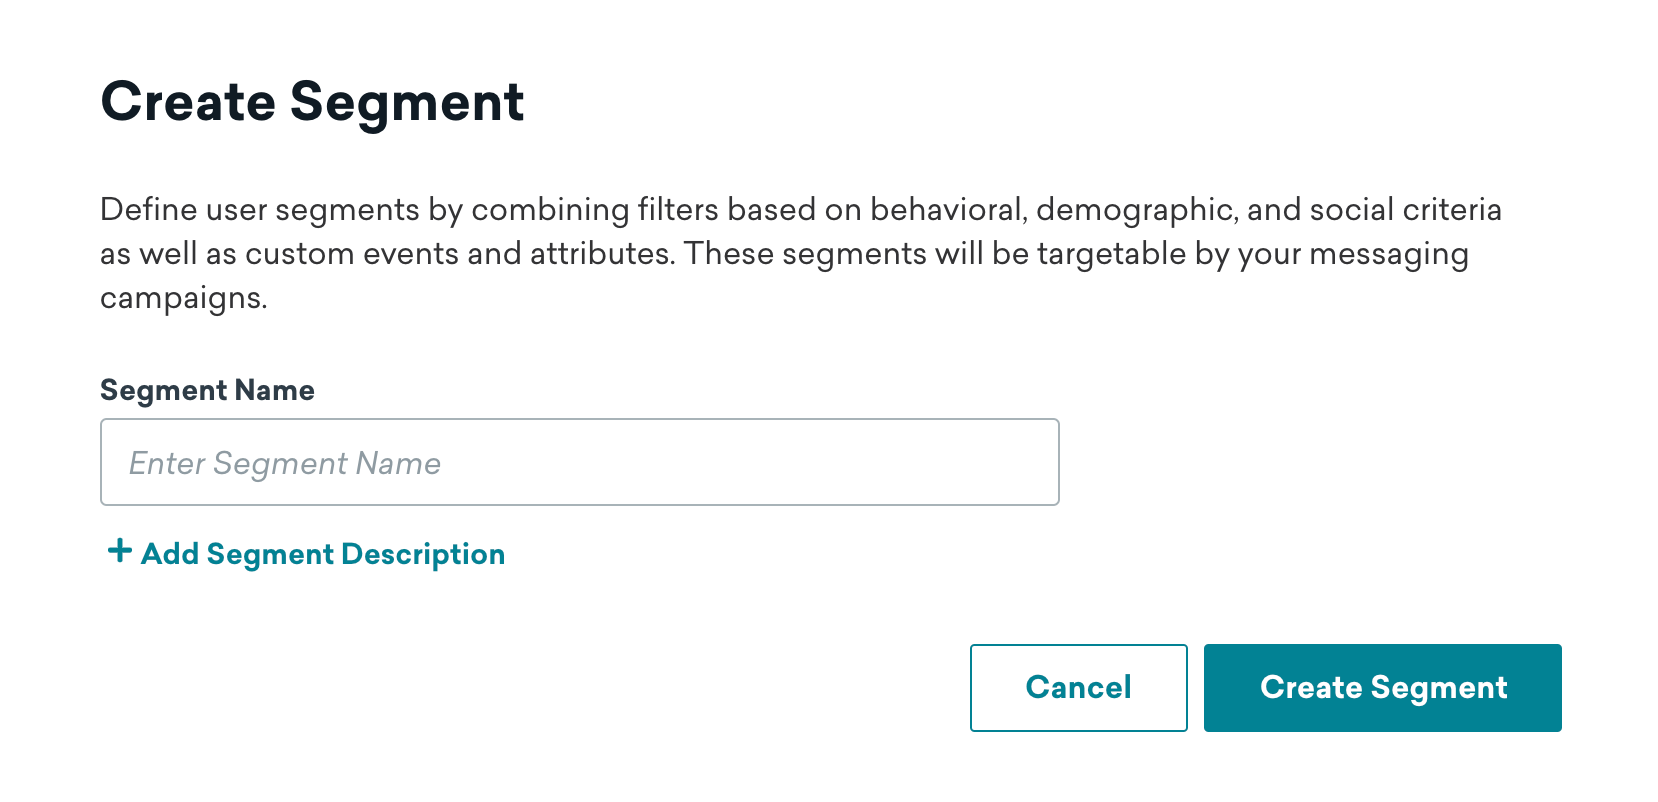 Create Segment
Define user segments by combining filters based on behavioral, demographic, and social criteria
as well as custom events and attributes. These segments will be targetable by your messaging
campaigns.
Segment Name
Enter Segment Name
+ Add Segment Description
Cancel
Create Segment